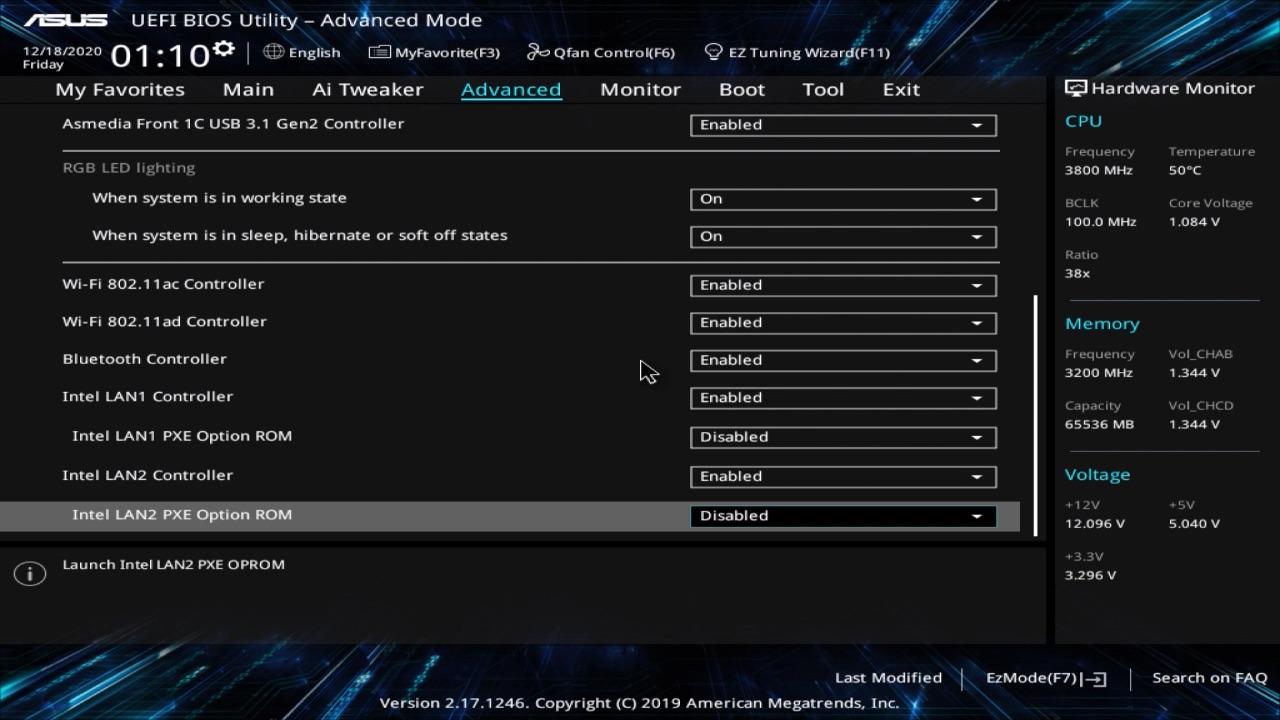 ASUS UEFI BIOS Utility – Advanced Mode
12/18/2020 Friday 01:10 English MyFavorite(F3) Qfan Control(F6) EZ Tuning Wizard(F11)
My Favorites Main Ai Tweaker Advanced Monitor Boot Tool Exit
Asmedia Front 1C USB 3.1 Gen2 Controller Enabled
RGB LED lighting
When system is in working state On
When system is in sleep, hibernate or soft off states On
Wi-Fi 802.11ac Controller Enabled
Wi-Fi 802.11ad Controller Enabled
Bluetooth Controller Enabled
Intel LAN1 Controller Enabled
Intel LAN1 PXE Option ROM Disabled
Intel LAN2 Controller Enabled
Intel LAN2 PXE Option ROM Disabled
Launch Intel LAN2 PXE OPROM
Hardware Monitor
CPU
Frequency Temperature
3800 MHz 50°C
BCLK Core Voltage
100.0 MHz 1.084 V
Ratio
38x
Memory
Frequency Vol_CHAB
3200 MHz 1.344 V
Capacity Vol_CHCD
65536 MB 1.344 V
Voltage
+12V +5V
12.096 V 5.040 V
+3.3V
3.296 V
Last Modified EzMode(F7) Search on FAQ
Version 2.17.1246. Copyright (C) 2019 American Megatrends, Inc.